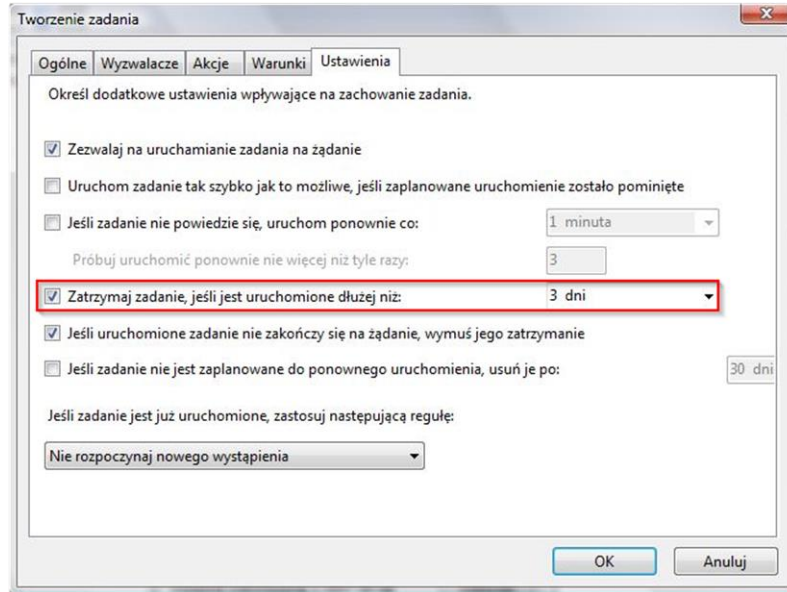 Tworzenie zadania
Ogólne Wyzwalacze Akcje Warunki Ustawienia
Określ dodatkowe ustawienia wpływające na zachowanie zadania.
Zezwalaj na uruchamianie zadania na żądanie
Uruchom zadanie tak szybko jak to możliwe, jeśli zaplanowane uruchomienie zostało pominięte
Jeśli zadanie nie powiedzie się, uruchom ponownie co: 1 minuta
Próbuj uruchomić ponownie nie więcej niż tyle razy: 3
Zatrzymaj zadanie, jeśli jest uruchomione dłużej niż: 3 dni
Jeśli uruchomione zadanie nie zakończy się na żądanie, wymuś jego zatrzymanie
Jeśli zadanie nie jest zaplanowane do ponownego uruchomienia, usuń je po: 30 dni
Jeśli zadanie jest już uruchomione, zastosuj następującą regułę:
Nie rozpoczynaj nowego wystąpienia
OK Anuluj